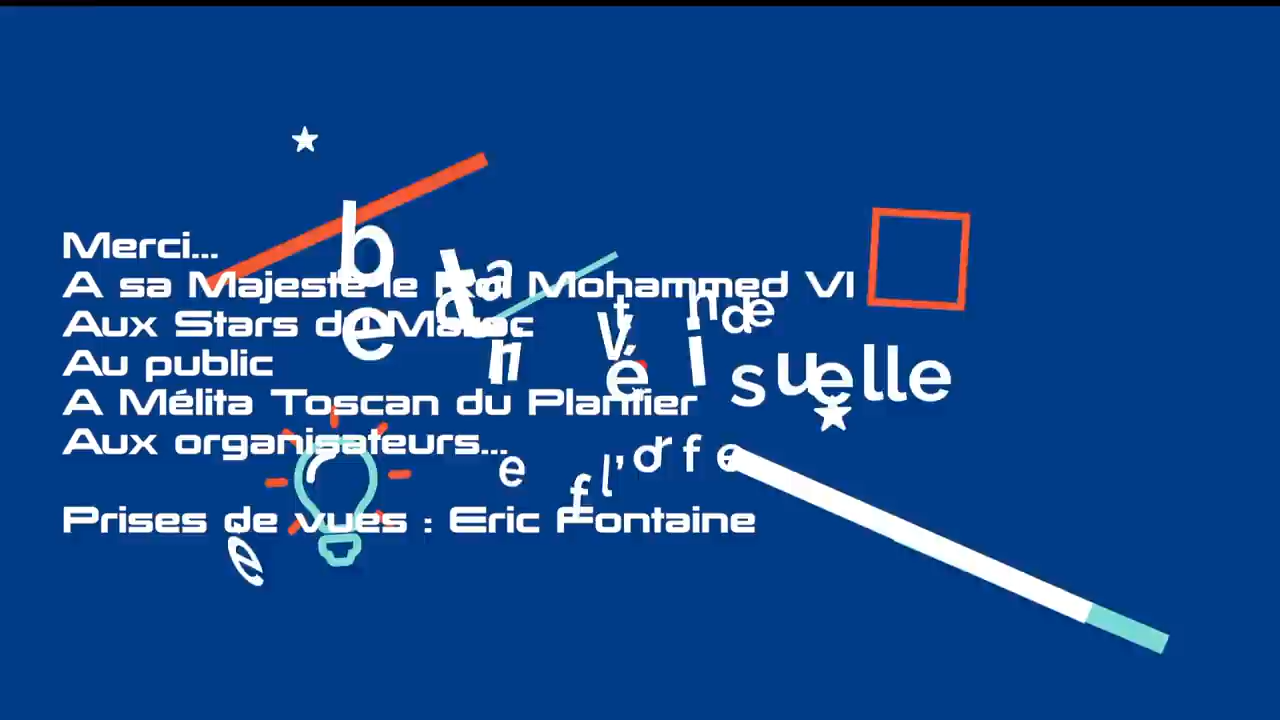 Merci...
A sa Majesté le Roi Mohammed VI
Aux Stars du Maroc
Au public
A Mélita Toscan du Plantier
Aux organisateurs...
Prises de vues : Eric Fontaine